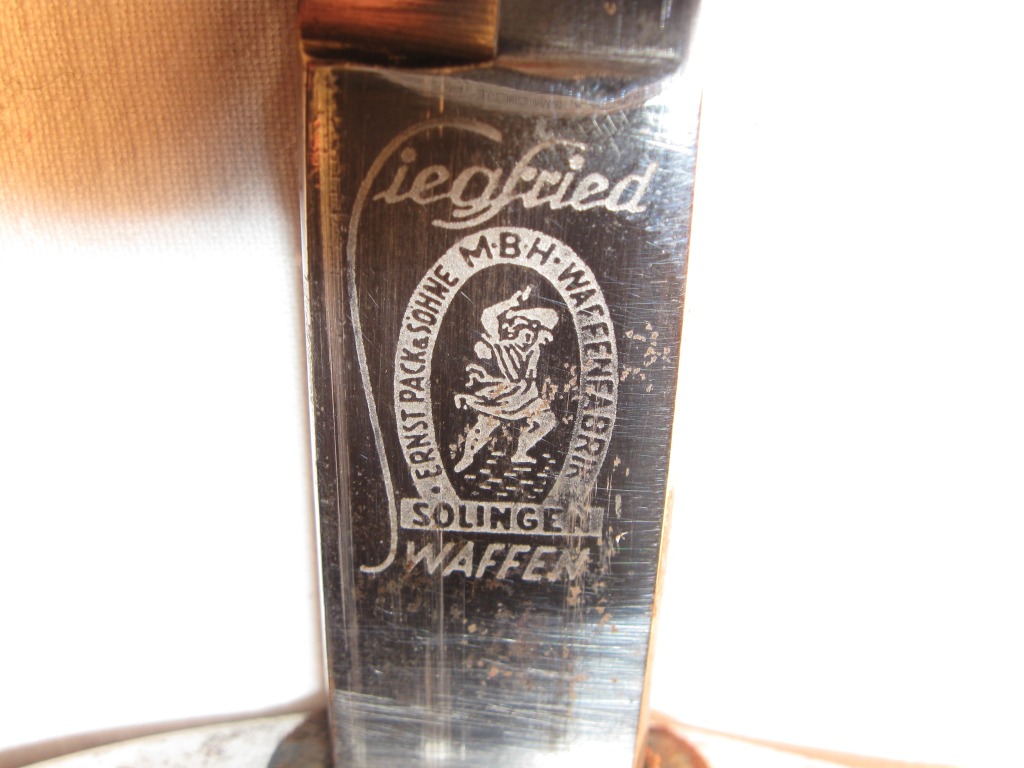 Siegfried
· ERNST PACK & SÖHNE M·B·H· WAFFENFABRIK
SOLINGEN
WAFFEN